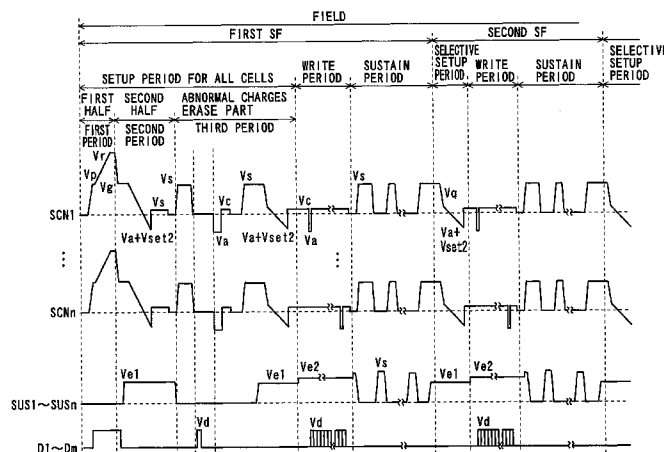 FIELD
FIRST SF
SECOND SF
SETUP PERIOD FOR ALL CELLS
WRITE PERIOD
SUSTAIN PERIOD
SELECTIVE SETUP PERIOD
WRITE PERIOD
SUSTAIN PERIOD
SELECTIVE SETUP PERIOD
FIRST HALF
SECOND HALF
ABNORMAL CHARGES ERASE PART
FIRST PERIOD
SECOND PERIOD
THIRD PERIOD
Vr
Vp
Vg
Vs
Vs
Vc
Vs
Vc
Vs
Vq
SCN1
Va+Vset2
Va
Va+Vset2
Va
Va+
Vset2
SCNn
Ve1
Ve1
Ve2
Vs
Ve1
Ve2
SUS1~SUSn
Vd
Vd
Vd
D1~Dm